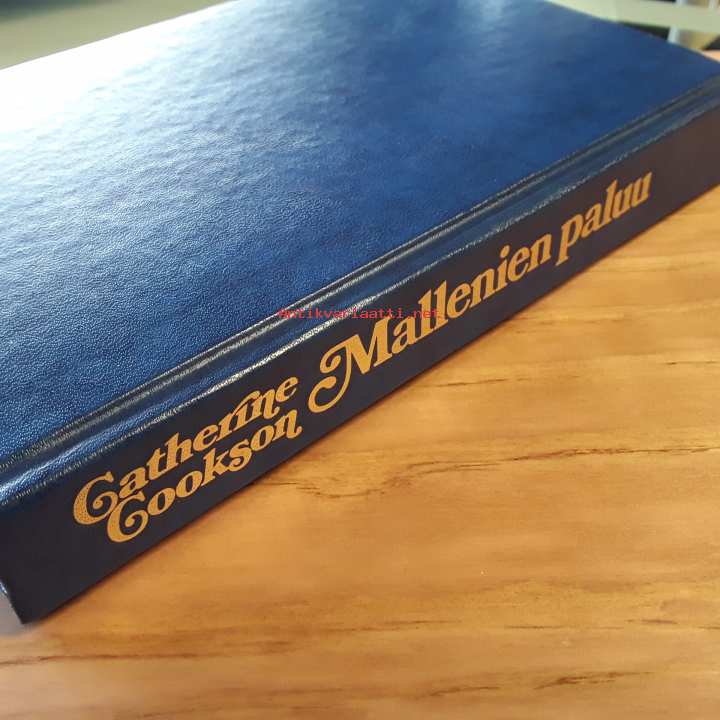 Catherine
Cookson
Mallenien paluu
Antikvariaatti.net